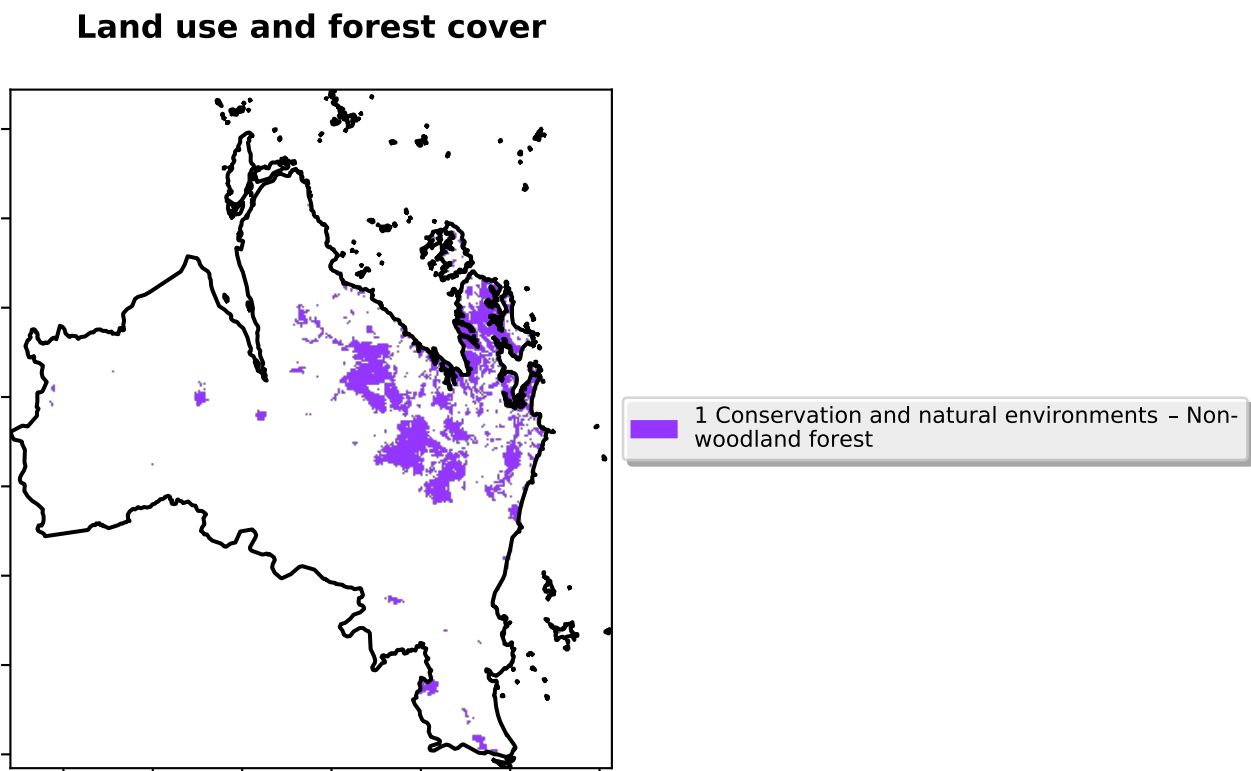 Land use and forest cover
1 Conservation and natural environments – Non-
woodland forest